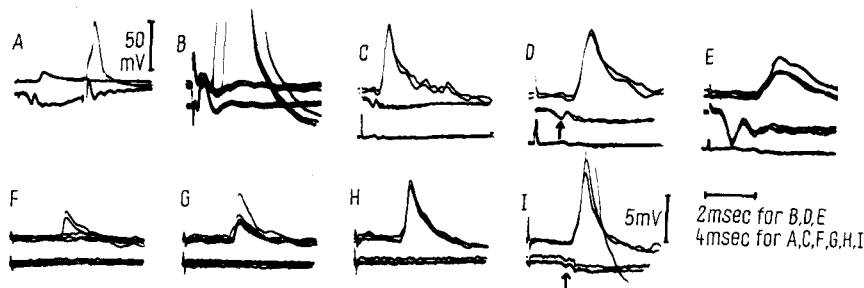 A
50
mV
B
C
D
E
F
G
H
I
5mV
2msec for B,D,E
4msec for A,C,F,G,H,I